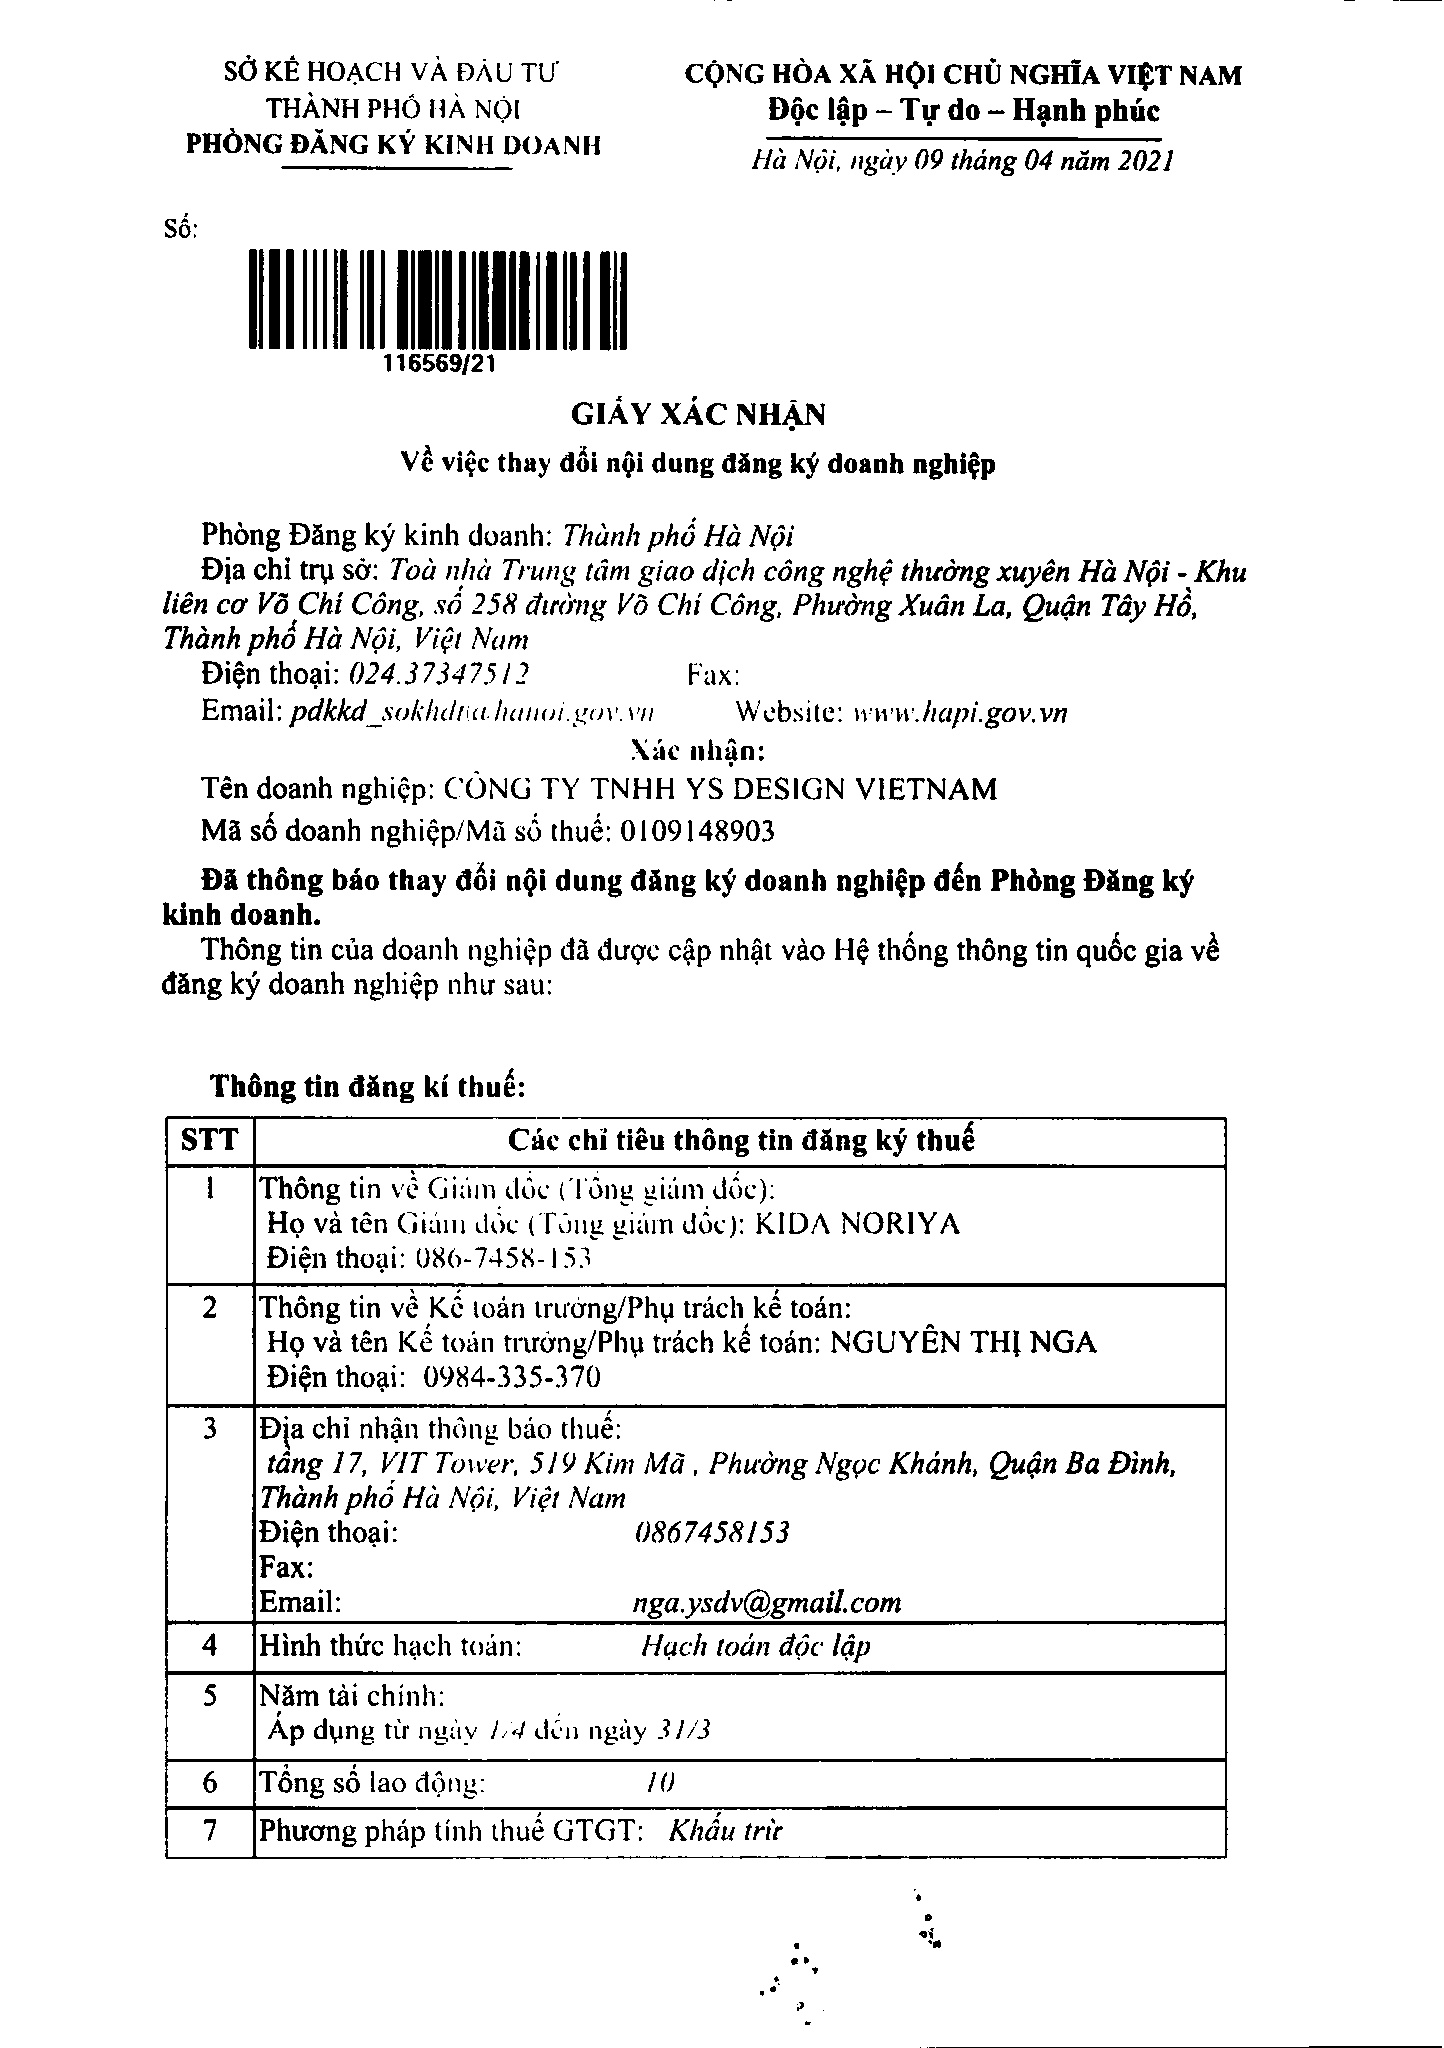 SỞ KẾ HOẠCH VÀ ĐẦU TƯ
THÀNH PHỐ HÀ NỘI
PHÒNG ĐĂNG KÝ KINH DOANH
CỘNG HÒA XÃ HỘI CHỦ NGHĨA VIỆT NAM
Độc lập – Tự do – Hạnh phúc
Hà Nội, ngày 09 tháng 04 năm 2021
Số:
116569/21
GIẤY XÁC NHẬN
Về việc thay đổi nội dung đăng ký doanh nghiệp
Phòng Đăng ký kinh doanh: Thành phố Hà Nội
Địa chỉ trụ sở: Toà nhà Trung tâm giao dịch công nghệ thường xuyên Hà Nội - Khu
liên cơ Võ Chí Công, số 258 đường Võ Chí Công, Phường Xuân La, Quận Tây Hồ,
Thành phố Hà Nội, Việt Nam
Điện thoại: 024.37347512 Fax:
Email: pdkkd_sokhdt@hanoi.gov.vn Website: www.hapi.gov.vn
Xác nhận:
Tên doanh nghiệp: CÔNG TY TNHH YS DESIGN VIETNAM
Mã số doanh nghiệp/Mã số thuế: 0109148903
Đã thông báo thay đổi nội dung đăng ký doanh nghiệp đến Phòng Đăng ký
kinh doanh.
Thông tin của doanh nghiệp đã được cập nhật vào Hệ thống thông tin quốc gia về
đăng ký doanh nghiệp như sau:
Thông tin đăng kí thuế:
STT Các chỉ tiêu thông tin đăng ký thuế
1 Thông tin về Giám đốc (Tổng giám đốc):
Họ và tên Giám đốc (Tổng giám đốc): KIDA NORIYA
Điện thoại: 086-7458-153
2 Thông tin về Kế toán trưởng/Phụ trách kế toán:
Họ và tên Kế toán trưởng/Phụ trách kế toán: NGUYỄN THỊ NGA
Điện thoại: 0984-335-370
3 Địa chỉ nhận thông báo thuế:
tầng 17, VIT Tower, 519 Kim Mã , Phường Ngọc Khánh, Quận Ba Đình,
Thành phố Hà Nội, Việt Nam
Điện thoại: 0867458153
Fax:
Email: nga.ysdv@gmail.com
4 Hình thức hạch toán: Hạch toán độc lập
5 Năm tài chính:
Áp dụng từ ngày 1/4 đến ngày 31/3
6 Tổng số lao động: 10
7 Phương pháp tính thuế GTGT: Khấu trừ